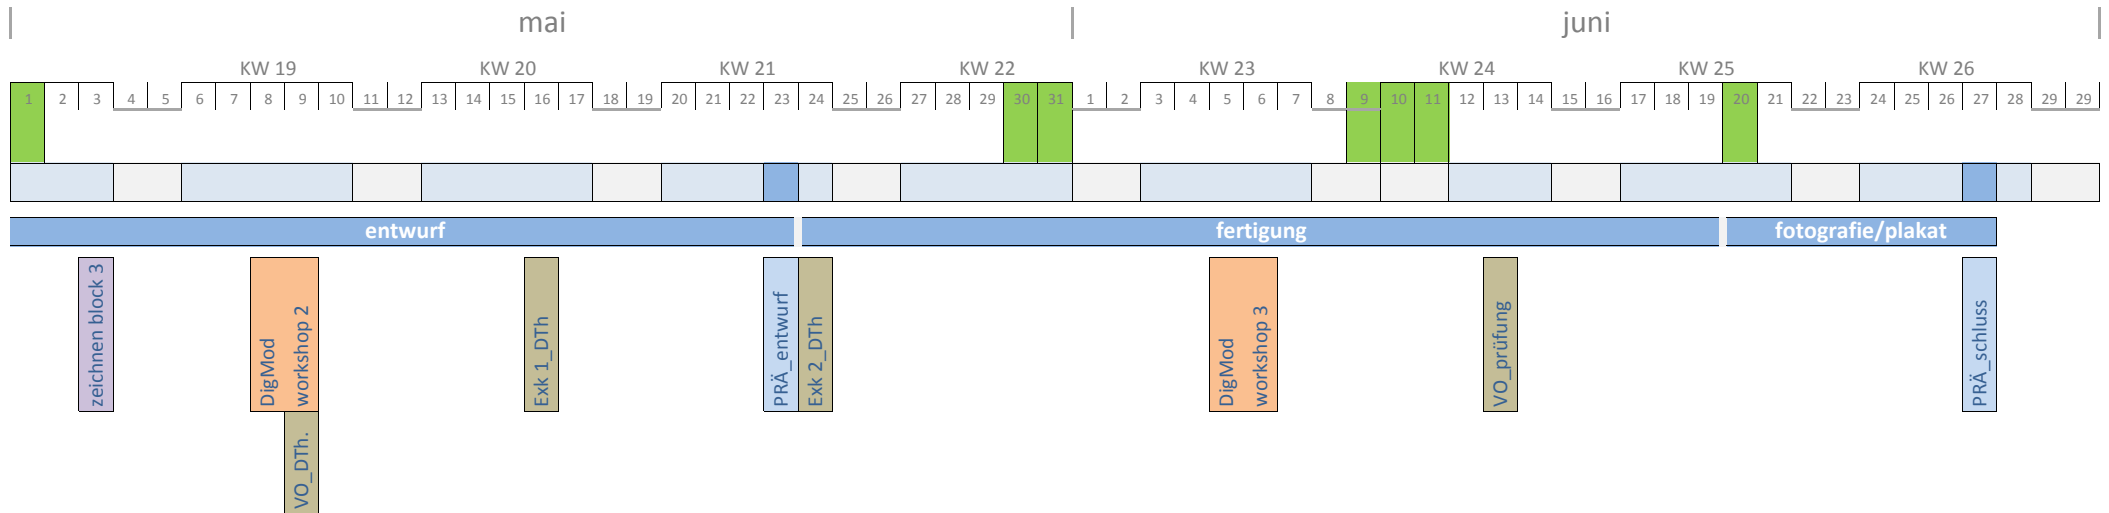 mai juni
KW 19 KW 20 KW 21 KW 22 KW 23 KW 24 KW 25 KW 26
1 2 3 4 5 6 7 8 9 10 11 12 13 14 15 16 17 18 19 20 21 22 23 24 25 26 27 28 29 30 31 1 2 3 4 5 6 7 8 9 10 11 12 13 14 15 16 17 18 19 20 21 22 23 24 25 26 27 28 29 29
entwurf fertigung fotografie/plakat
zeichnen block 3
DigMod
workshop 2
VO_DTh.
Exk 1_DTh
PRÄ_entwurf
Exk 2_DTh
DigMod
workshop 3
VO_prüfung
PRÄ_schluss